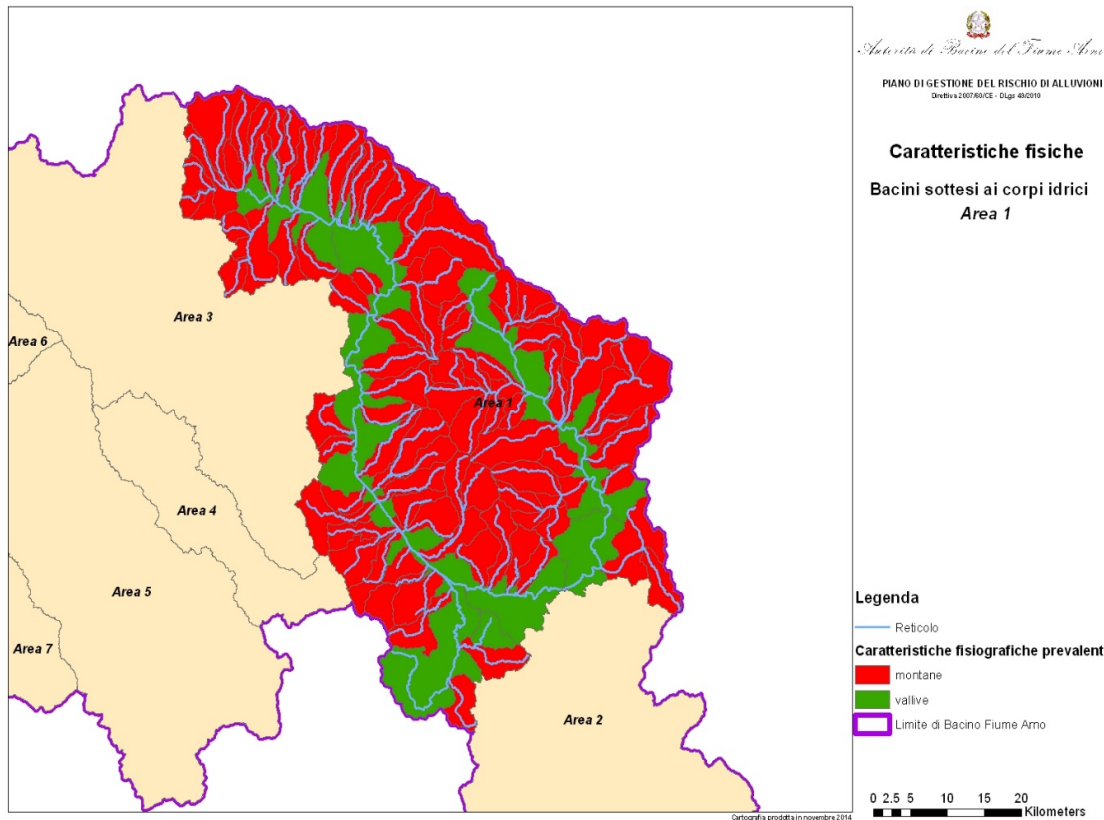 Autorità di Bacino del Fiume Arno
PIANO DI GESTIONE DEL RISCHIO DI ALLUVIONI
Direttiva 2007/60/CE - DLgs 49/2010
Caratteristiche fisiche
Bacini sottesi ai corpi idrici
Area 1
Area 3
Area 6
Area 1
Area 4
Area 5
Area 7
Area 2
Legenda
Reticolo
Caratteristiche fisiografiche prevalent
montane
vallive
Limite di Bacino Fiume Arno
0 2.5 5 10 15 20
Kilometers
Cartografia prodotta in novembre 2014